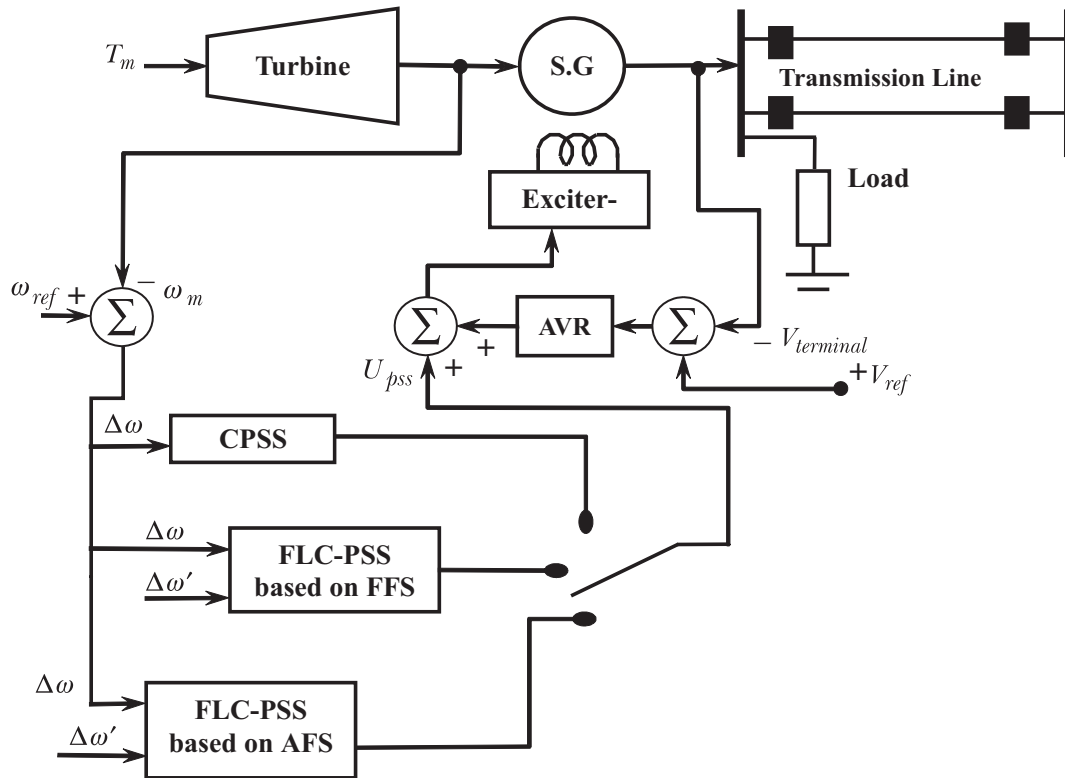 T_m
Turbine
S.G
Transmission Line
Load
Exciter-
ω_ref +
− ω_m
Σ
Σ
+
AVR
Σ
− V_terminal
U_pss +
+V_ref
Δω
CPSS
Δω
FLC-PSS
based on FFS
Δω′
Δω
FLC-PSS
based on AFS
Δω′